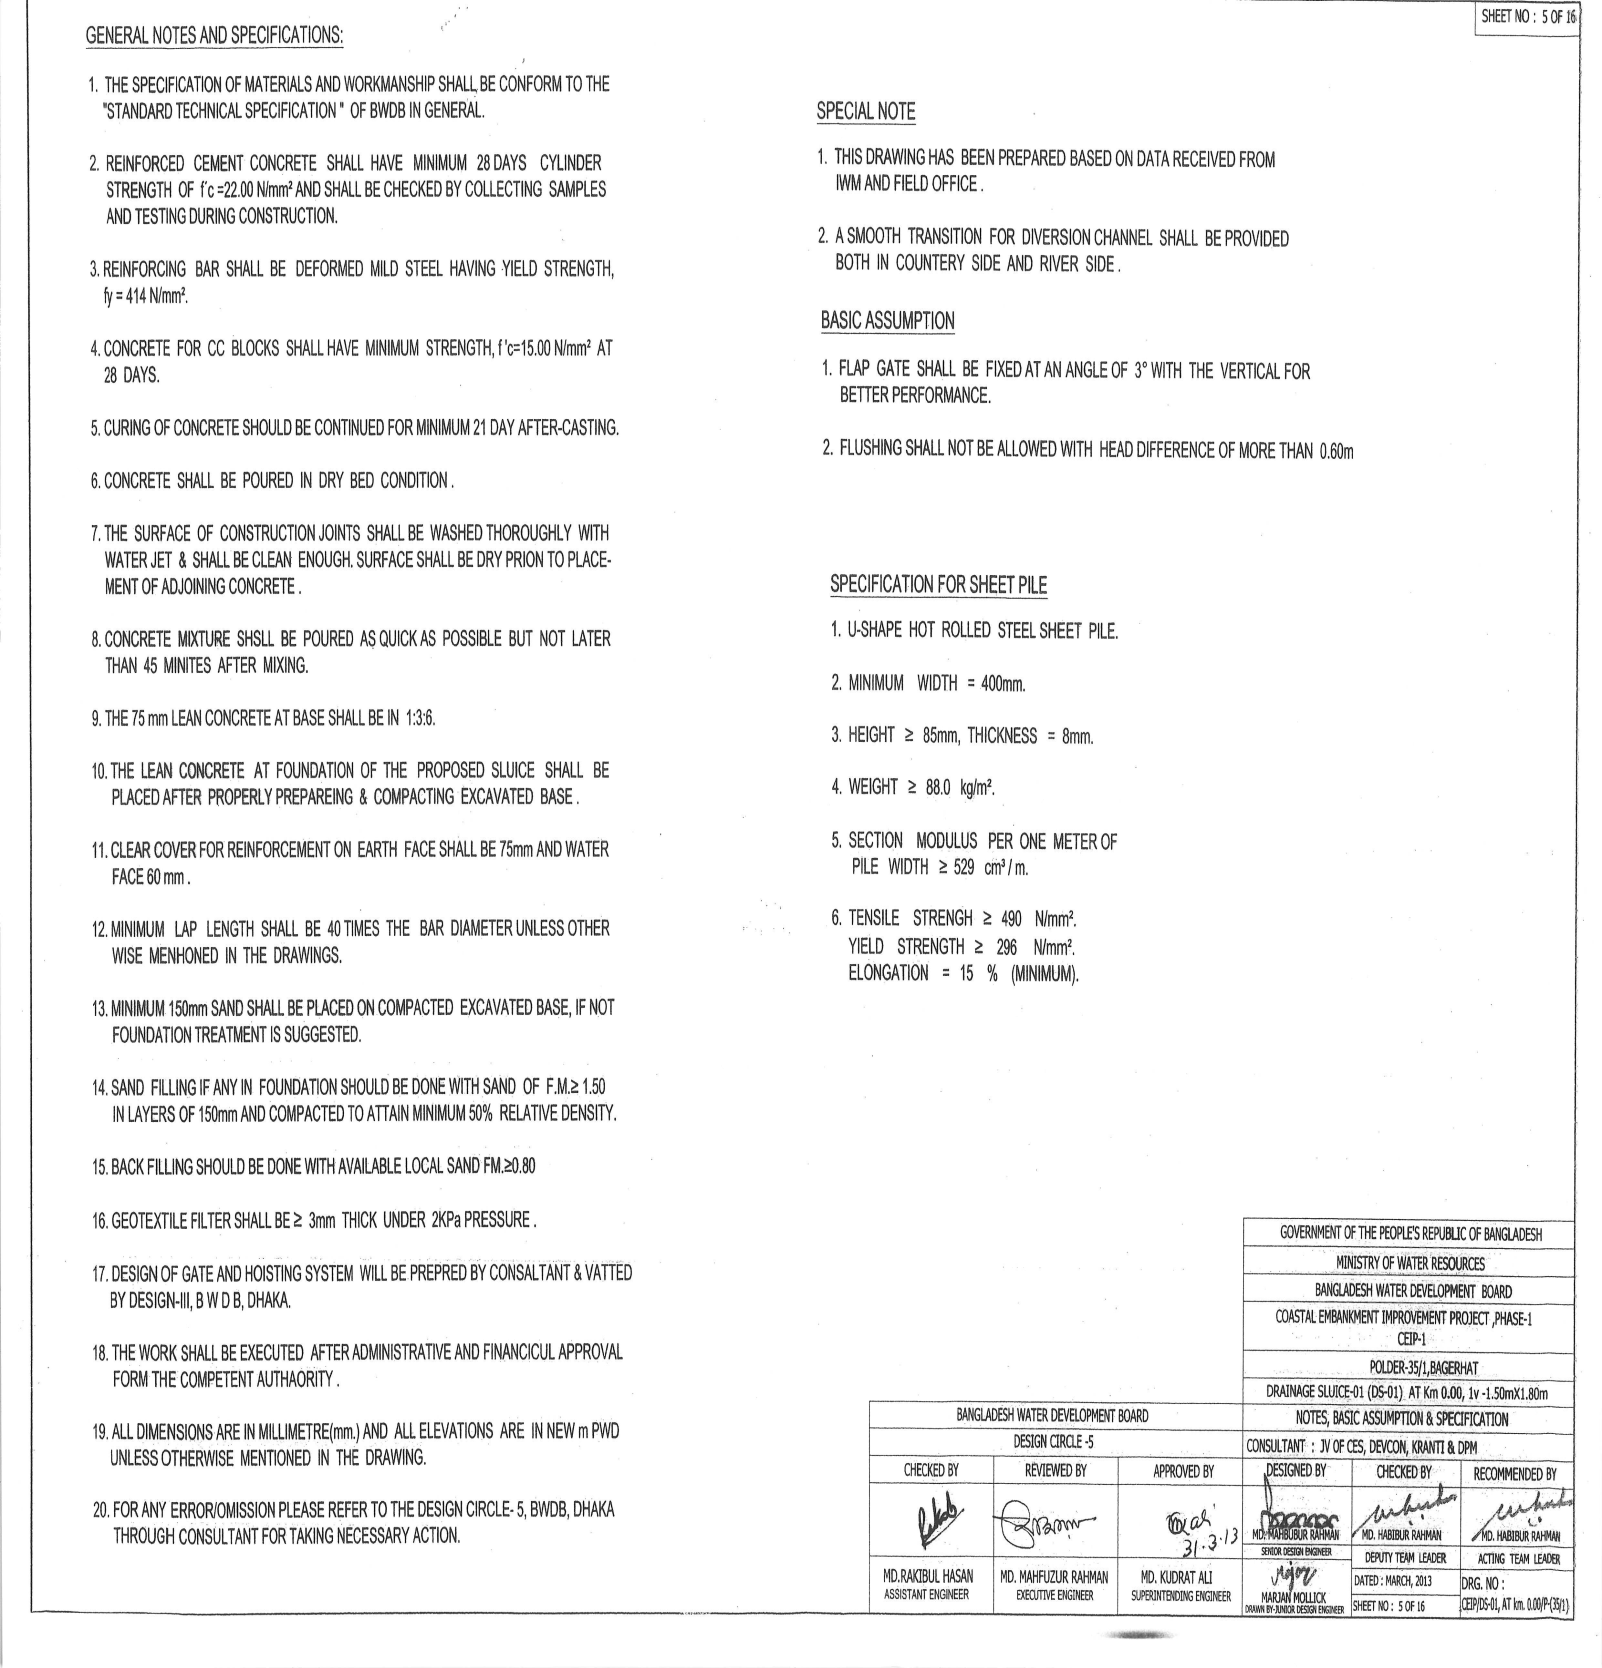 SHEET NO : 5 OF 16
GENERAL NOTES AND SPECIFICATIONS:
1. THE SPECIFICATION OF MATERIALS AND WORKMANSHIP SHALL BE CONFORM TO THE
"STANDARD TECHNICAL SPECIFICATION " OF BWDB IN GENERAL.
2. REINFORCED CEMENT CONCRETE SHALL HAVE MINIMUM 28 DAYS CYLINDER
STRENGTH OF f'c =22.00 N/mm² AND SHALL BE CHECKED BY COLLECTING SAMPLES
AND TESTING DURING CONSTRUCTION.
3. REINFORCING BAR SHALL BE DEFORMED MILD STEEL HAVING YIELD STRENGTH,
fy = 414 N/mm².
4. CONCRETE FOR CC BLOCKS SHALL HAVE MINIMUM STRENGTH, f 'c=15.00 N/mm² AT
28 DAYS.
5. CURING OF CONCRETE SHOULD BE CONTINUED FOR MINIMUM 21 DAY AFTER-CASTING.
6. CONCRETE SHALL BE POURED IN DRY BED CONDITION .
7. THE SURFACE OF CONSTRUCTION JOINTS SHALL BE WASHED THOROUGHLY WITH
WATER JET & SHALL BE CLEAN ENOUGH. SURFACE SHALL BE DRY PRION TO PLACE-
MENT OF ADJOINING CONCRETE .
8. CONCRETE MIXTURE SHSLL BE POURED AS QUICK AS POSSIBLE BUT NOT LATER
THAN 45 MINITES AFTER MIXING.
9. THE 75 mm LEAN CONCRETE AT BASE SHALL BE IN 1:3:6.
10. THE LEAN CONCRETE AT FOUNDATION OF THE PROPOSED SLUICE SHALL BE
PLACED AFTER PROPERLY PREPAREING & COMPACTING EXCAVATED BASE .
11. CLEAR COVER FOR REINFORCEMENT ON EARTH FACE SHALL BE 75mm AND WATER
FACE 60 mm .
12. MINIMUM LAP LENGTH SHALL BE 40 TIMES THE BAR DIAMETER UNLESS OTHER
WISE MENHONED IN THE DRAWINGS.
13. MINIMUM 150mm SAND SHALL BE PLACED ON COMPACTED EXCAVATED BASE, IF NOT
FOUNDATION TREATMENT IS SUGGESTED.
14. SAND FILLING IF ANY IN FOUNDATION SHOULD BE DONE WITH SAND OF F.M.≥ 1.50
IN LAYERS OF 150mm AND COMPACTED TO ATTAIN MINIMUM 50% RELATIVE DENSITY.
15. BACK FILLING SHOULD BE DONE WITH AVAILABLE LOCAL SAND FM.≥0.80
16. GEOTEXTILE FILTER SHALL BE ≥ 3mm THICK UNDER 2KPa PRESSURE .
17. DESIGN OF GATE AND HOISTING SYSTEM WILL BE PREPRED BY CONSALTANT & VATTED
BY DESIGN-III, B W D B, DHAKA.
18. THE WORK SHALL BE EXECUTED AFTER ADMINISTRATIVE AND FINANCICUL APPROVAL
FORM THE COMPETENT AUTHAORITY .
19. ALL DIMENSIONS ARE IN MILLIMETRE(mm.) AND ALL ELEVATIONS ARE IN NEW m PWD
UNLESS OTHERWISE MENTIONED IN THE DRAWING.
20. FOR ANY ERROR/OMISSION PLEASE REFER TO THE DESIGN CIRCLE- 5, BWDB, DHAKA
THROUGH CONSULTANT FOR TAKING NECESSARY ACTION.
SPECIAL NOTE
1. THIS DRAWING HAS BEEN PREPARED BASED ON DATA RECEIVED FROM
IWM AND FIELD OFFICE .
2. A SMOOTH TRANSITION FOR DIVERSION CHANNEL SHALL BE PROVIDED
BOTH IN COUNTERY SIDE AND RIVER SIDE .
BASIC ASSUMPTION
1. FLAP GATE SHALL BE FIXED AT AN ANGLE OF 3° WITH THE VERTICAL FOR
BETTER PERFORMANCE.
2. FLUSHING SHALL NOT BE ALLOWED WITH HEAD DIFFERENCE OF MORE THAN 0.60m
SPECIFICATION FOR SHEET PILE
1. U-SHAPE HOT ROLLED STEEL SHEET PILE.
2. MINIMUM WIDTH = 400mm.
3. HEIGHT ≥ 85mm, THICKNESS = 8mm.
4. WEIGHT ≥ 88.0 kg/m².
5. SECTION MODULUS PER ONE METER OF
PILE WIDTH ≥ 529 cm³ / m.
6. TENSILE STRENGH ≥ 490 N/mm².
YIELD STRENGTH ≥ 296 N/mm².
ELONGATION = 15 % (MINIMUM).
GOVERNMENT OF THE PEOPLE'S REPUBLIC OF BANGLADESH
MINISTRY OF WATER RESOURCES
BANGLADESH WATER DEVELOPMENT BOARD
COASTAL EMBANKMENT IMPROVEMENT PROJECT ,PHASE-1
CEIP-1
POLDER-35/1,BAGERHAT
DRAINAGE SLUICE-01 (DS-01) AT Km 0.00, 1v -1.50mX1.80m
NOTES, BASIC ASSUMPTION & SPECIFICATION
CONSULTANT : JV OF CES, DEVCON, KRANTI & DPM
BANGLADESH WATER DEVELOPMENT BOARD
DESIGN CIRCLE -5
CHECKED BY REVIEWED BY APPROVED BY DESIGNED BY CHECKED BY RECOMMENDED BY
31.3.13
MD. MAHBUBUR RAHMAN MD. HABIBUR RAHMAN MD. HABIBUR RAHMAN
SENIOR DESIGN ENGINEER DEPUTY TEAM LEADER ACTING TEAM LEADER
MD.RAKIBUL HASAN MD. MAHFUZUR RAHMAN MD. KUDRAT ALI
ASSISTANT ENGINEER EXECUTIVE ENGINEER SUPERINTENDING ENGINEER
MARJAN MOLLICK
DRAWN BY-JUNIOR DESIGN ENGINEER
DATED : MARCH, 2013
SHEET NO : 5 OF 16
DRG. NO :
CEIP/DS-01, AT km. 0.00/P-(35/1)